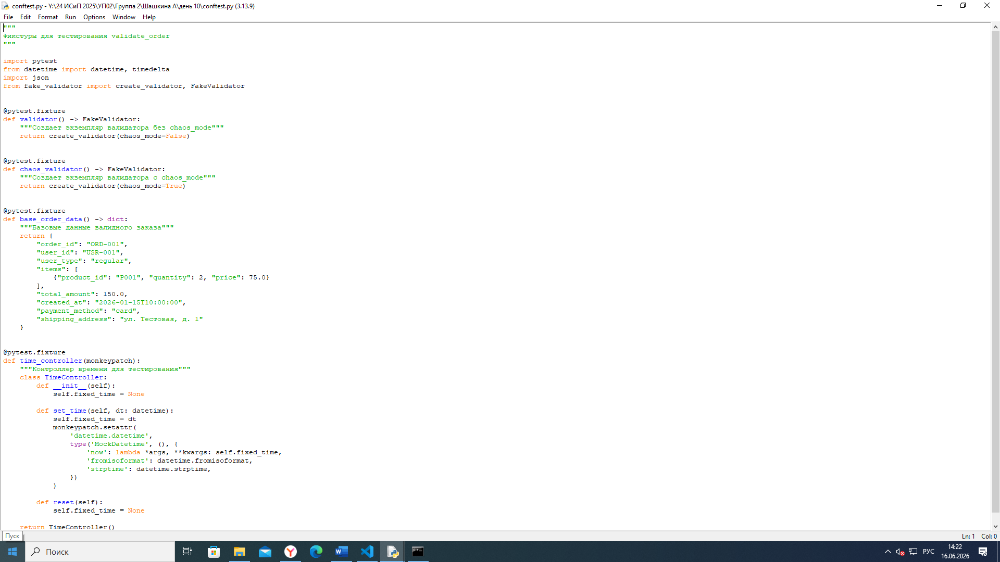 conftest.py - Y:\24 ИСиП 2025\УП02\Группа 2\Шашкина А\день 10\conftest.py (3.13.9)
File Edit Format Run Options Window Help
"""
Фикстуры для тестирования validate_order
"""
import pytest
from datetime import datetime, timedelta
import json
from fake_validator import create_validator, FakeValidator
@pytest.fixture
def validator() -> FakeValidator:
    """Создает экземпляр валидатора без chaos_mode"""
    return create_validator(chaos_mode=False)
@pytest.fixture
def chaos_validator() -> FakeValidator:
    """Создает экземпляр валидатора с chaos_mode"""
    return create_validator(chaos_mode=True)
@pytest.fixture
def base_order_data() -> dict:
    """Базовые данные валидного заказа"""
    return {
        "order_id": "ORD-001",
        "user_id": "USR-001",
        "user_type": "regular",
        "items": [
            {"product_id": "P001", "quantity": 2, "price": 75.0}
        ],
        "total_amount": 150.0,
        "created_at": "2026-01-15T10:00:00",
        "payment_method": "card",
        "shipping_address": "ул. Тестовая, д. 1"
    }
@pytest.fixture
def time_controller(monkeypatch):
    """Контроллер времени для тестирования"""
    class TimeController:
        def __init__(self):
            self.fixed_time = None
        def set_time(self, dt: datetime):
            self.fixed_time = dt
            monkeypatch.setattr(
                'datetime.datetime',
                type('MockDatetime', (), {
                    'now': lambda *args, **kwargs: self.fixed_time,
                    'fromisoformat': datetime.fromisoformat,
                    'strptime': datetime.strptime,
                })
            )
        def reset(self):
            self.fixed_time = None
    return TimeController()
Пуск
Ln: 1 Col: 0
Поиск
РУС
14:22
16.06.2026